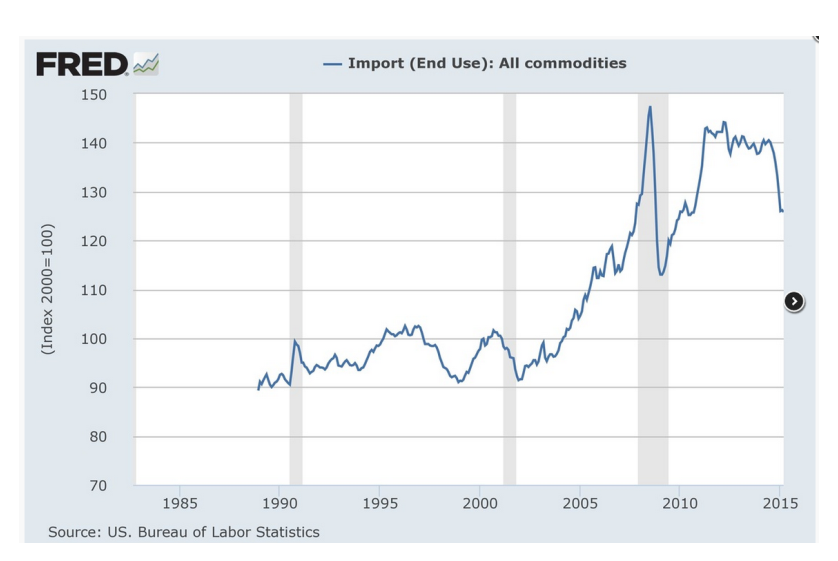 FRED
Import (End Use): All commodities
150
140
130
120
110
100
90
80
70
(Index 2000=100)
1985 1990 1995 2000 2005 2010 2015
Source: US. Bureau of Labor Statistics